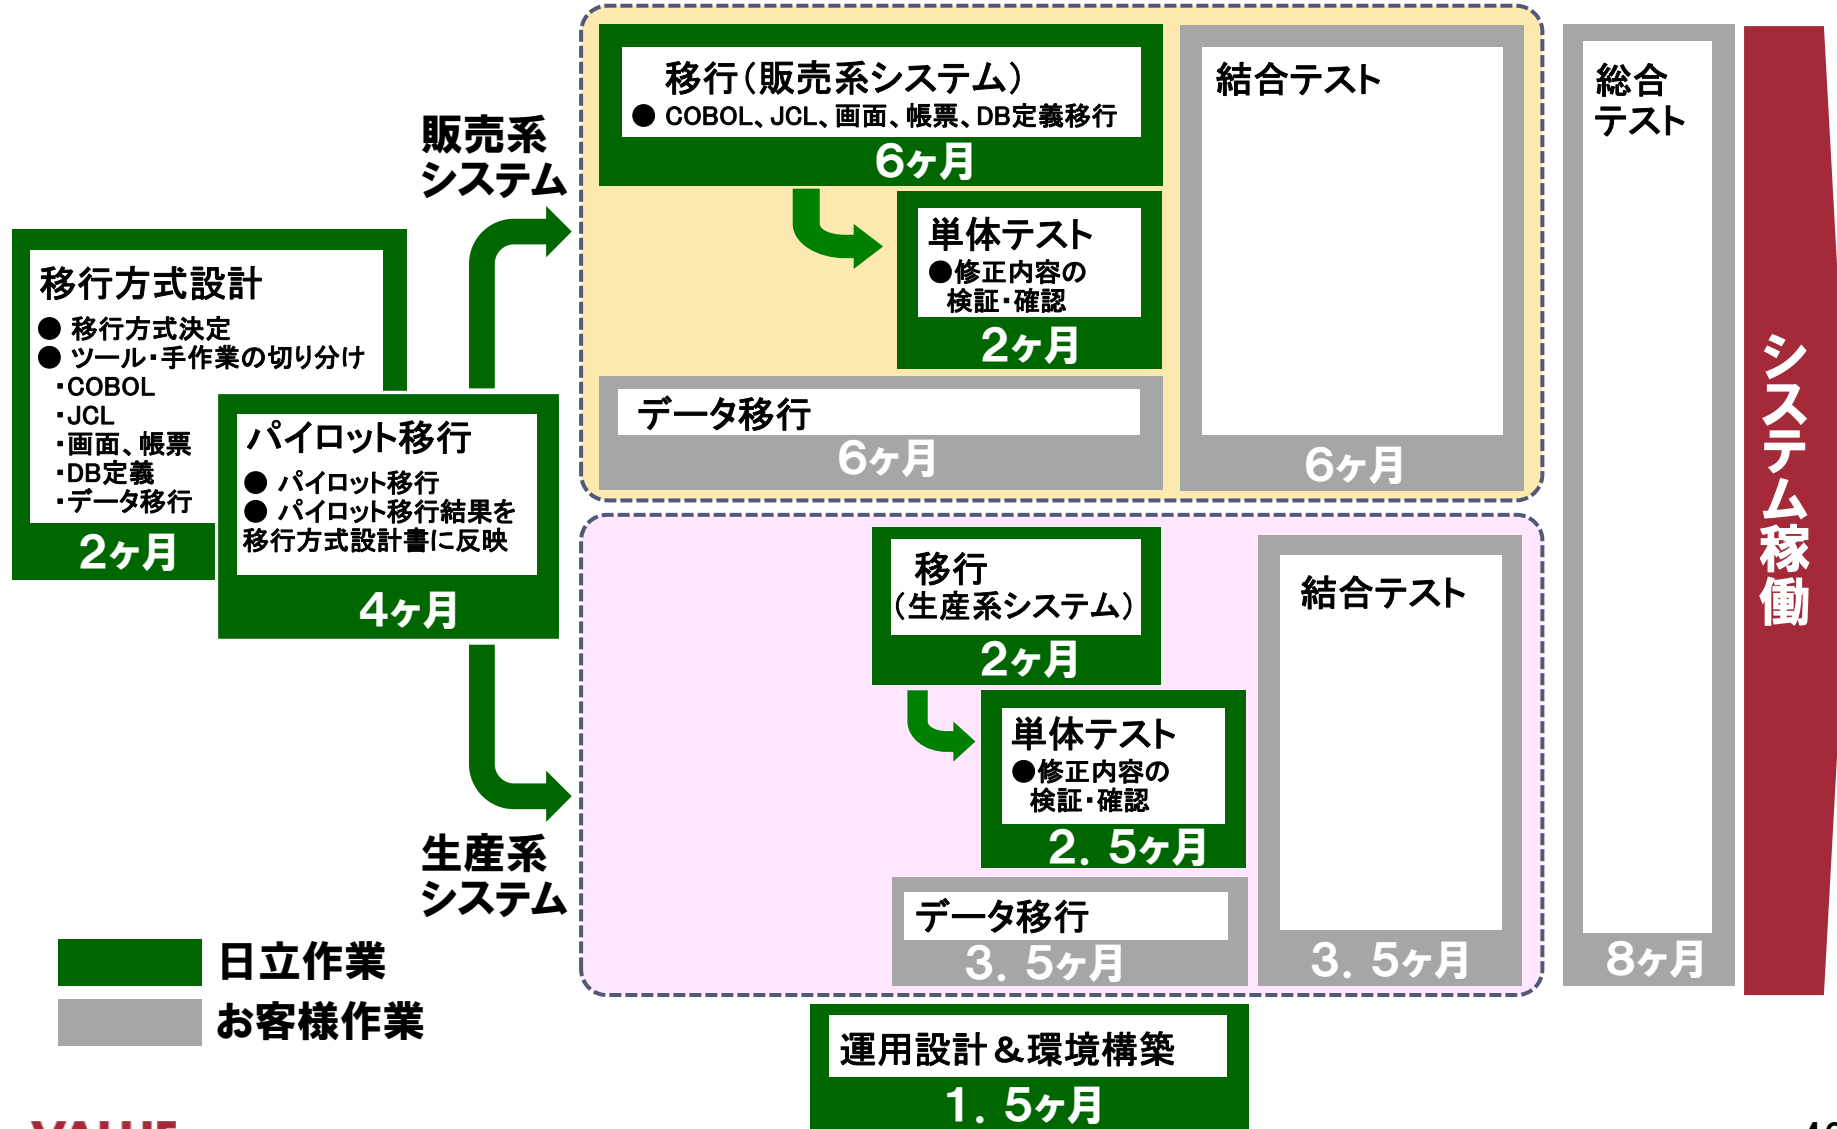 移行方式設計
● 移行方式決定
● ツール・手作業の切り分け
・COBOL
・JCL
・画面、帳票
・DB定義
・データ移行
2ヶ月
パイロット移行
● パイロット移行
● パイロット移行結果を
移行方式設計書に反映
4ヶ月
販売系
システム
移行（販売系システム）
● COBOL、JCL、画面、帳票、DB定義移行
6ヶ月
単体テスト
●修正内容の
検証・確認
2ヶ月
データ移行
6ヶ月
結合テスト
6ヶ月
生産系
システム
移行
（生産系システム）
2ヶ月
単体テスト
●修正内容の
検証・確認
2．5ヶ月
データ移行
3．5ヶ月
結合テスト
3．5ヶ月
総合
テスト
8ヶ月
システム稼働
日立作業
お客様作業
運用設計＆環境構築
1．5ヶ月